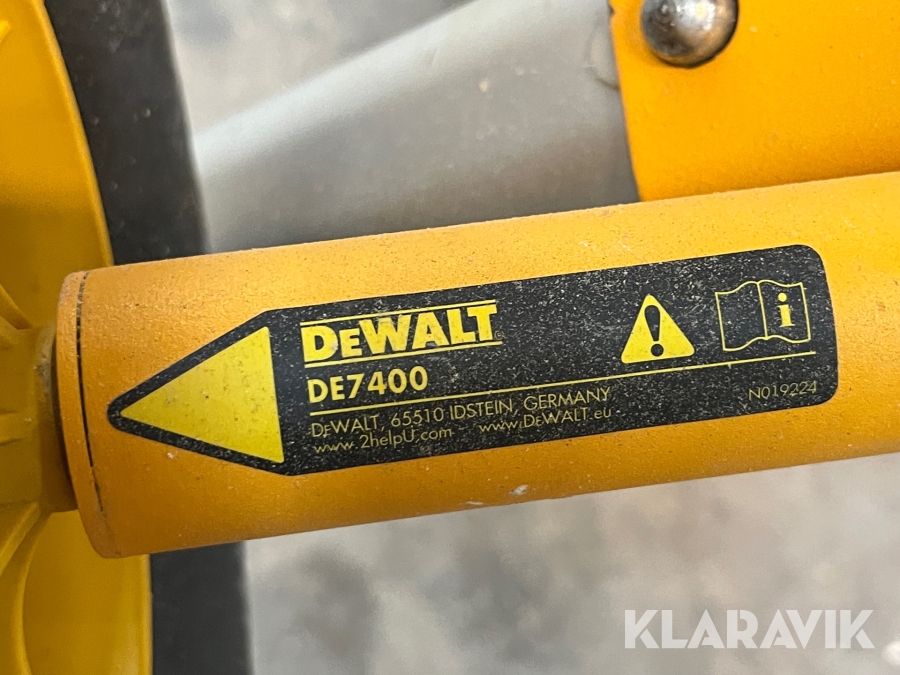 DEWALT
DE7400
DEWALT, 65510 IDSTEIN, GERMANY
www.2helpU.com www.DEWALT.eu
N019224
KLARAVIK